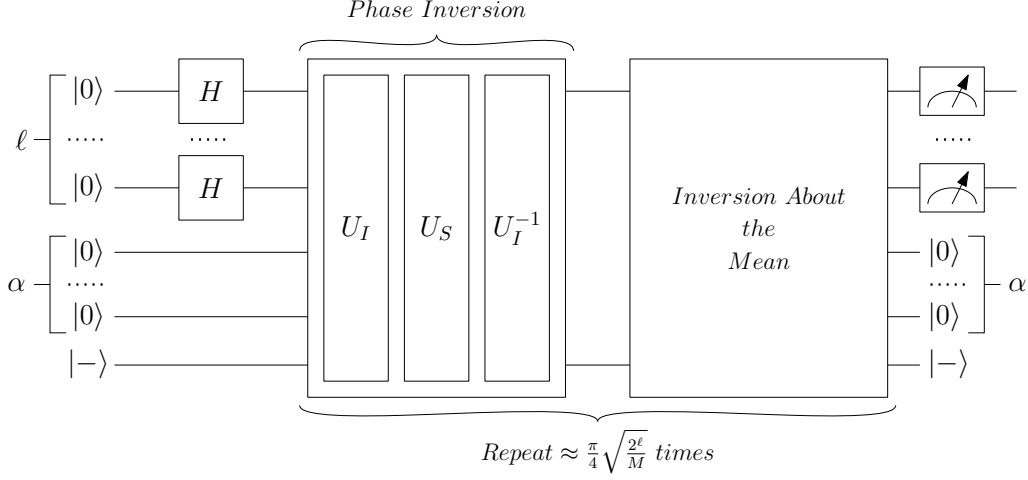 Phase Inversion
|0⟩ H
ℓ ..... .....  .....
|0⟩ H
U_I U_S U_I^{-1}
Inversion About
the
Mean
|0⟩ |0⟩
α ..... ..... α
|0⟩ |0⟩
|−⟩ |−⟩
Repeat ≈ π/4 √(2^ℓ/M) times